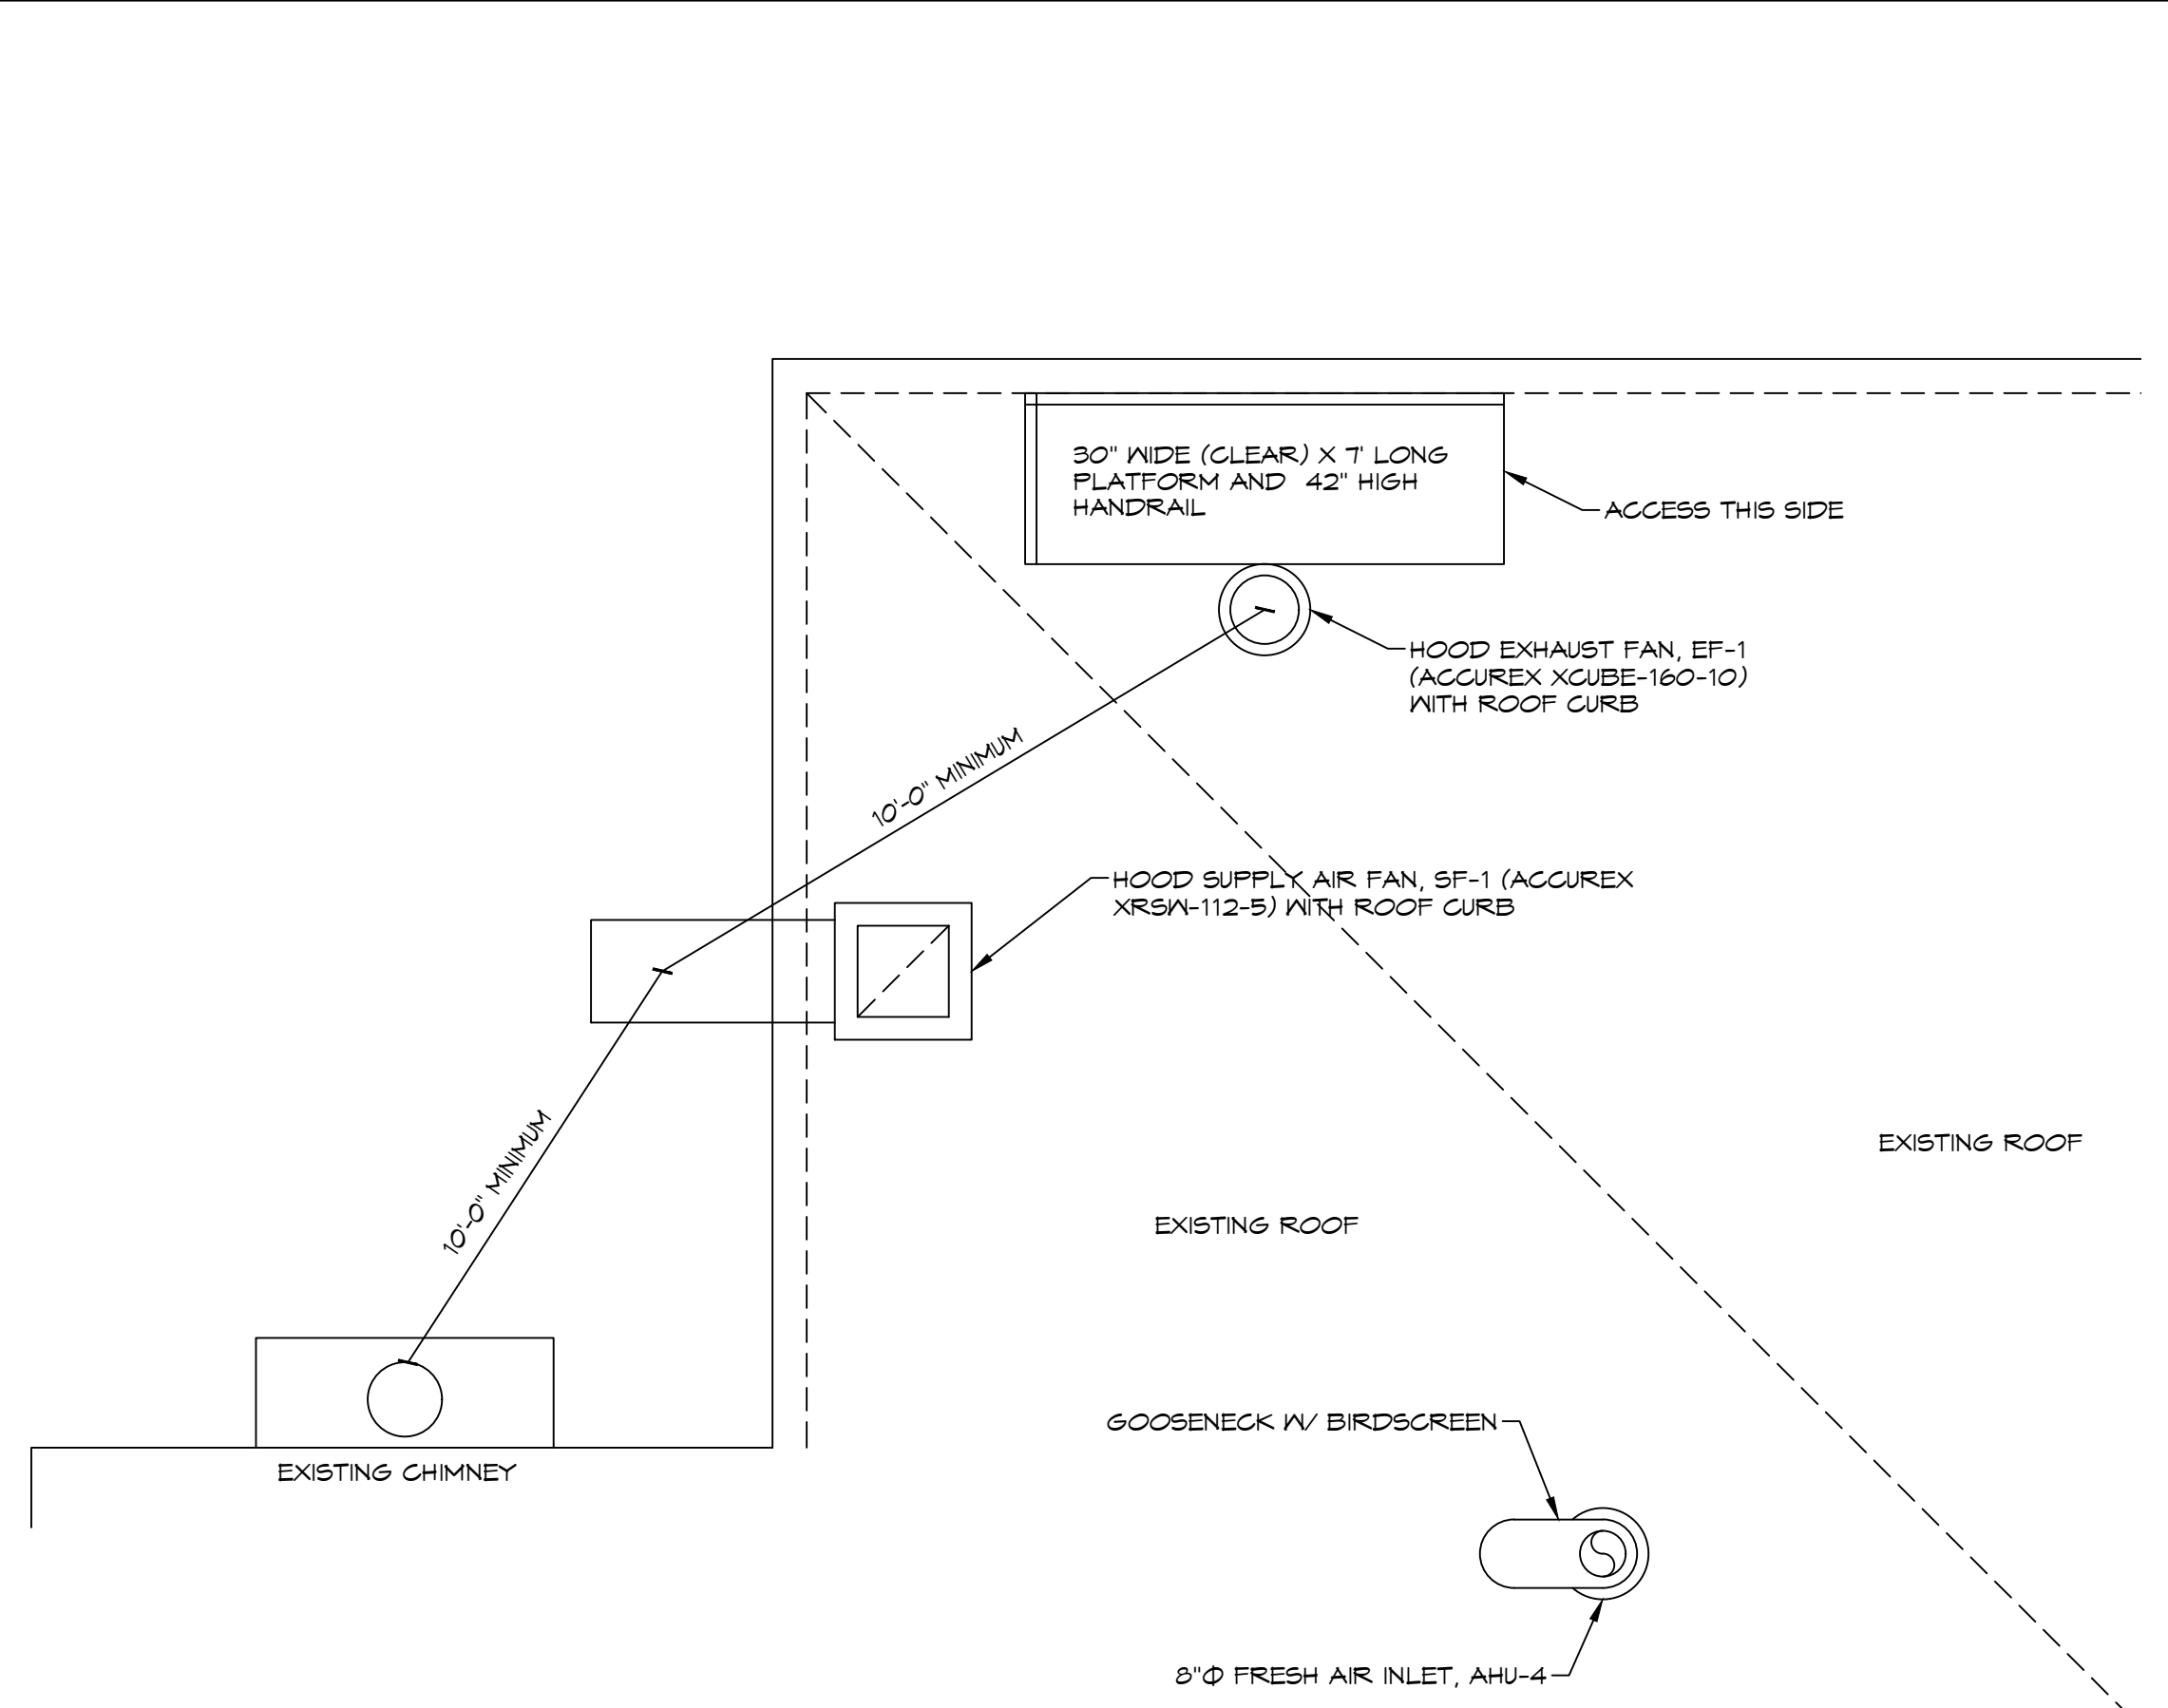 30" WIDE (CLEAR) X 7' LONG
PLATFORM AND 42" HIGH
HANDRAIL
ACCESS THIS SIDE
HOOD EXHAUST FAN, EF-1
(ACCUREX XCUBE-160-10)
WITH ROOF CURB
10'-0" MINIMUM
HOOD SUPPLY AIR FAN, SF-1 (ACCUREX
XRSW-112-5) WITH ROOF CURB
10'-0" MINIMUM
EXISTING ROOF
EXISTING ROOF
GOOSENECK W/ BIRDSCREEN
EXISTING CHIMNEY
8"Φ FRESH AIR INLET, AHU-4